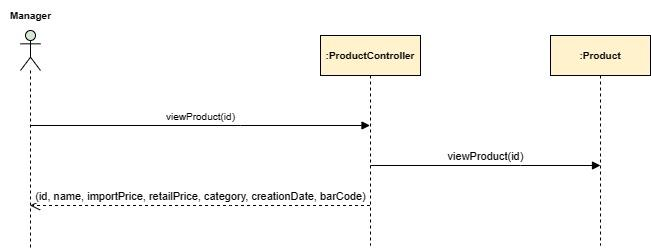 Manager
:ProductController
:Product
viewProduct(id)
viewProduct(id)
(id, name, importPrice, retailPrice, category, creationDate, barCode)